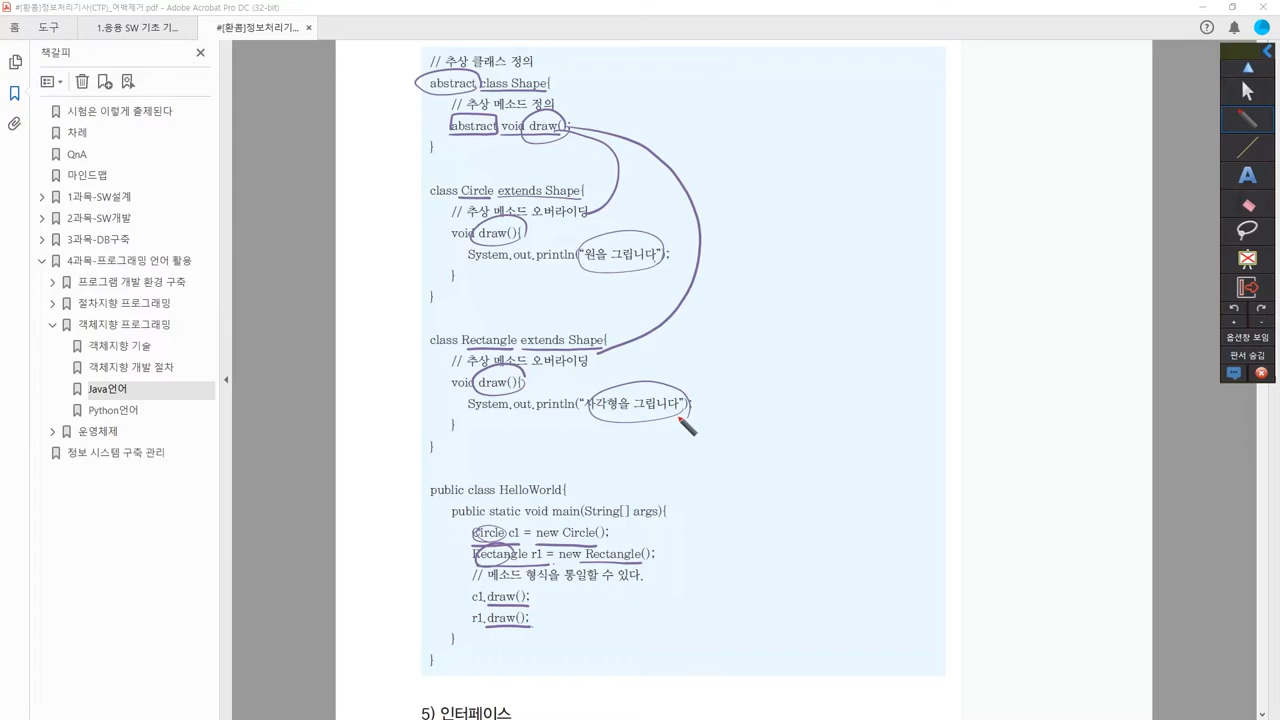 #[환콤]정보처리기사(CTP)_여백제거.pdf - Adobe Acrobat Pro DC (32-bit)
홈 도구 1.응용 SW 기초 기... #[환콤]정보처리기... ×
책갈피
시험은 이렇게 출제된다
차례
QnA
마인드맵
1과목-SW설계
2과목-SW개발
3과목-DB구축
4과목-프로그래밍 언어 활용
프로그램 개발 환경 구축
절차지향 프로그래밍
객체지향 프로그래밍
객체지향 기술
객체지향 개발 절차
Java언어
Python언어
운영체제
정보 시스템 구축 관리
// 추상 클래스 정의
abstract class Shape{
// 추상 메소드 정의
abstract void draw();
}
class Circle extends Shape{
// 추상 메소드 오버라이딩
void draw(){
System.out.println("원을 그립니다");
}
}
class Rectangle extends Shape{
// 추상 메소드 오버라이딩
void draw(){
System.out.println("사각형을 그립니다");
}
}
public class HelloWorld{
public static void main(String[] args){
Circle c1 = new Circle();
Rectangle r1 = new Rectangle();
// 메소드 형식을 통일할 수 있다.
c1.draw();
r1.draw();
}
}
5) 인터페이스
옵션창 보임
판서 숨김